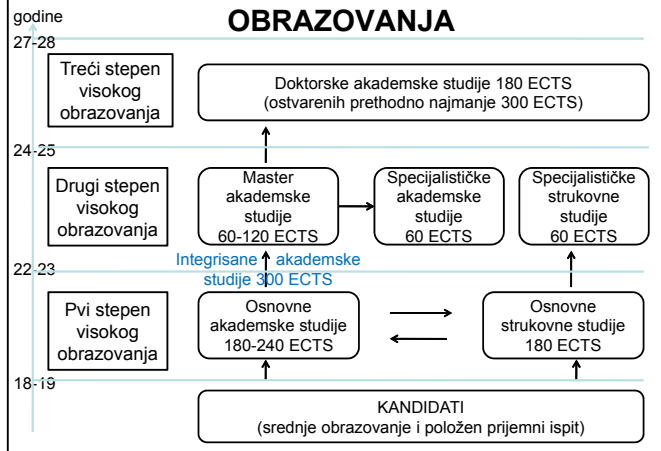 godine
OBRAZOVANJA
27-28
Treći stepen
visokog
obrazovanja
Doktorske akademske studije 180 ECTS
(ostvarenih prethodno najmanje 300 ECTS)
24-25
Drugi stepen
visokog
obrazovanja
Master
akademske
studije
60-120 ECTS
Specijalističke
akademske
studije
60 ECTS
Specijalističke
strukovne
studije
60 ECTS
Integrisane akademske
studije 300 ECTS
22-23
Pvi stepen
visokog
obrazovanja
Osnovne
akademske studije
180-240 ECTS
Osnovne
strukovne studije
180 ECTS
18-19
KANDIDATI
(srednje obrazovanje i položen prijemni ispit)